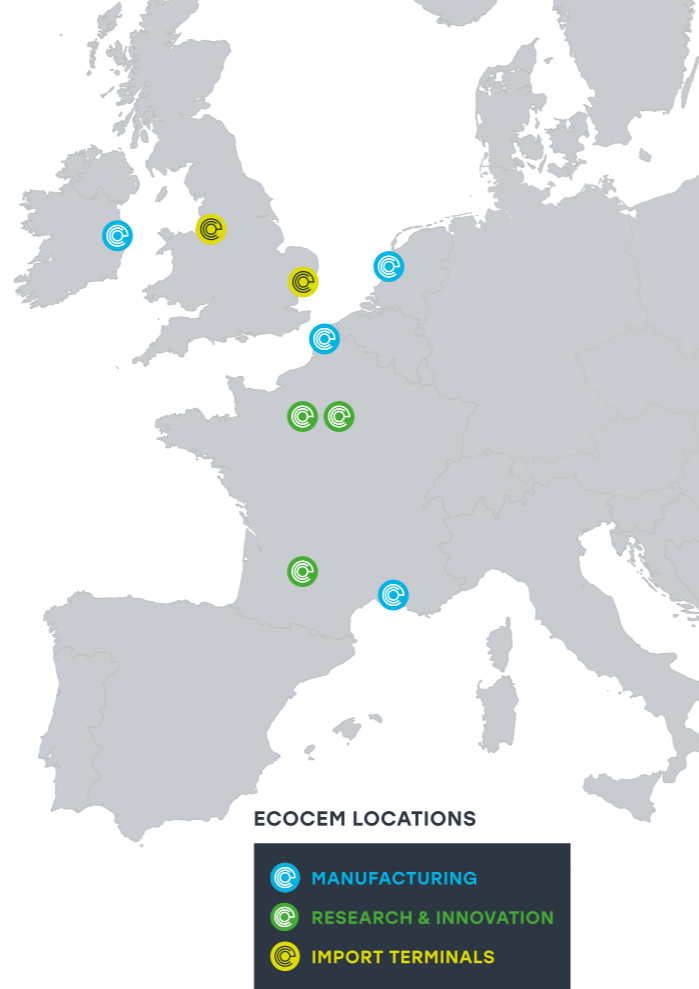 ECOCEM LOCATIONS
MANUFACTURING
RESEARCH & INNOVATION
IMPORT TERMINALS